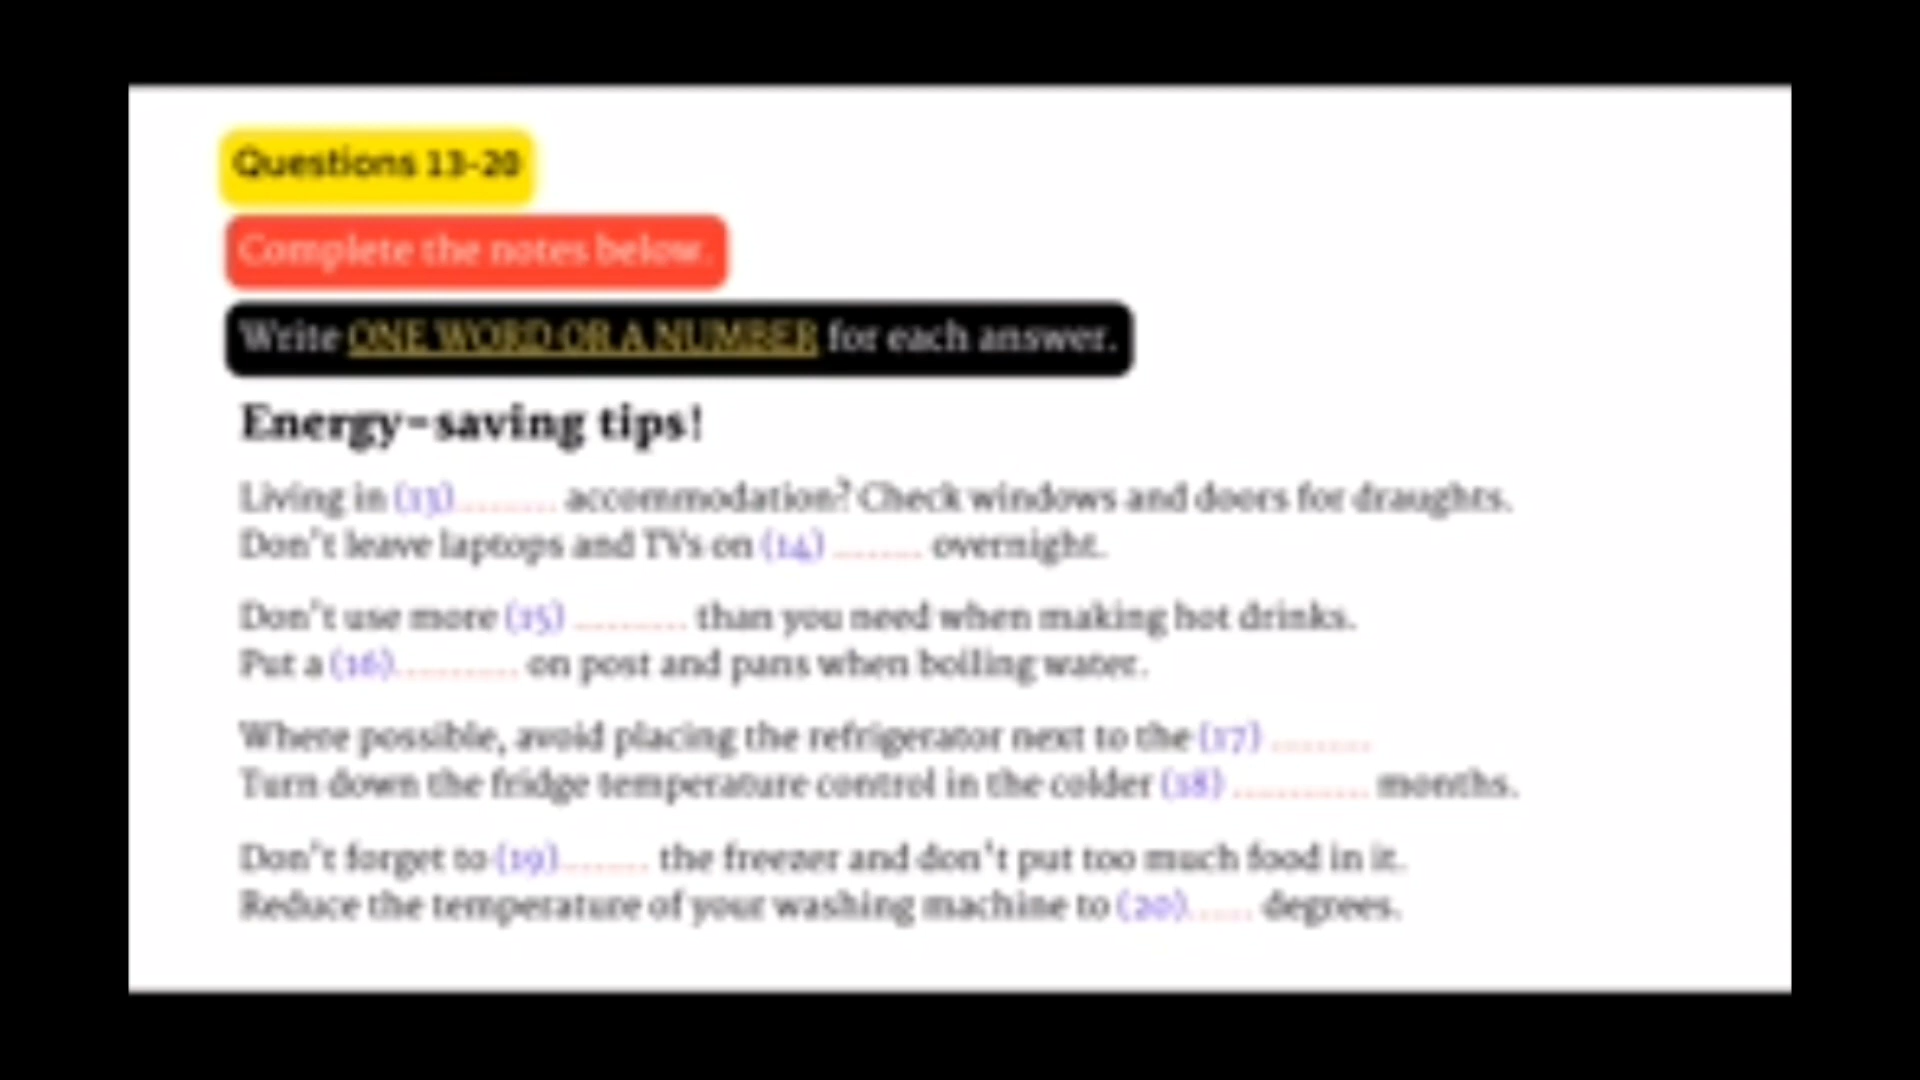 Questions 13-20
Complete the notes below.
Write ONE WORD OR A NUMBER for each answer.
Energy-saving tips!
Living in (13)......... accommodation? Check windows and doors for draughts.
Don't leave laptops and TVs on (14) ........ overnight.
Don't use more (15) .......... than you need when making hot drinks.
Put a (16)........... on post and pans when boiling water.
Where possible, avoid placing the refrigerator next to the (17) .........
Turn down the fridge temperature control in the colder (18) ............ months.
Don't forget to (19)........ the freezer and don't put too much food in it.
Reduce the temperature of your washing machine to (20)...... degrees.